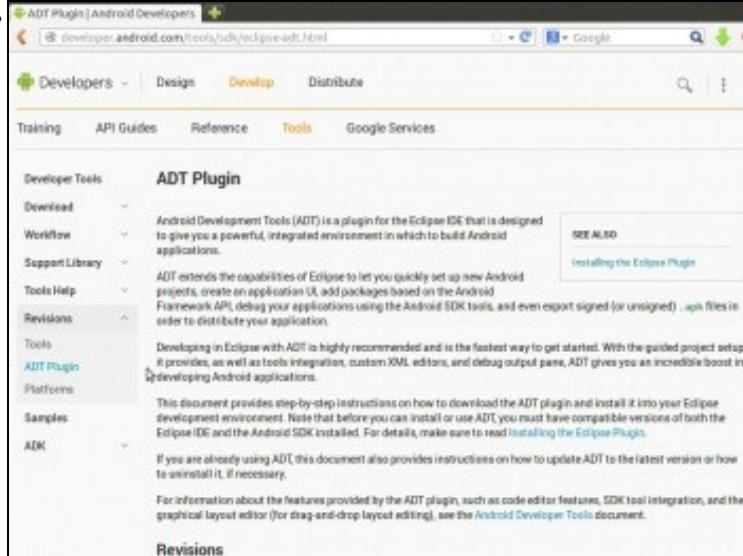 ADT Plugin | Android Developers
developer.android.com/tools/sdk/eclipse-adt.html
Google
Developers Design Develop Distribute
Training API Guides Reference Tools Google Services
Developer Tools
Download
Workflow
Support Library
Tools Help
Revisions
Tools
ADT Plugin
Platforms
Samples
ADK
ADT Plugin
Android Development Tools (ADT) is a plugin for the Eclipse IDE that is designed
to give you a powerful, integrated environment in which to build Android
applications.
SEE ALSO
Installing the Eclipse Plugin
ADT extends the capabilities of Eclipse to let you quickly set up new Android
projects, create an application UI, add packages based on the Android
Framework API, debug your applications using the Android SDK tools, and even export signed (or unsigned) .apk files in
order to distribute your application.
Developing in Eclipse with ADT is highly recommended and is the fastest way to get started. With the guided project setup
it provides, as well as tools integration, custom XML editors, and debug output pane, ADT gives you an incredible boost in
developing Android applications.
This document provides step-by-step instructions on how to download the ADT plugin and install it into your Eclipse
development environment. Note that before you can install or use ADT, you must have compatible versions of both the
Eclipse IDE and the Android SDK installed. For details, make sure to read Installing the Eclipse Plugin.
If you are already using ADT, this document also provides instructions on how to update ADT to the latest version or how
to uninstall it, if necessary.
For information about the features provided by the ADT plugin, such as code editor features, SDK tool integration, and the
graphical layout editor (for drag-and-drop layout editing), see the Android Developer Tools document.
Revisions